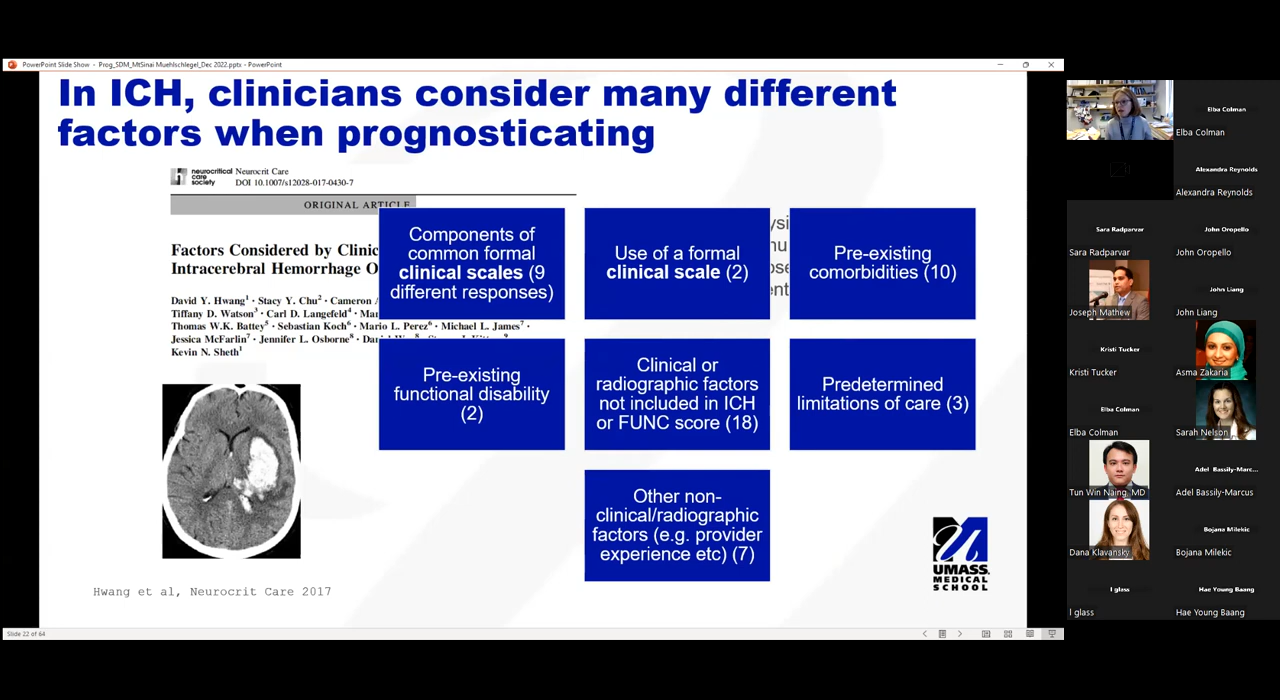 PowerPoint Slide Show - Prog_SDM_MtSinai Muehlschlegel_Dec 2022.pptx - PowerPoint
In ICH, clinicians consider many different
factors when prognosticating
neurocritical
care
society
Neurocrit Care
DOI 10.1007/s12028-017-0430-7
ORIGINAL ARTICLE
Factors Considered by Clinic
Intracerebral Hemorrhage O
David Y. Hwang1 · Stacy Y. Chu2 · Cameron
Tiffany D. Watson3 · Carl D. Langefeld4 · Mar
Thomas W.K. Battey5 · Sebastian Koch6 · Mario L. Perez6 · Michael L. James7 ·
Jessica McFarlin7 · Jennifer L. Osborne8 ·
Kevin N. Sheth1
Components of
common formal
clinical scales (9
different responses)
Use of a formal
clinical scale (2)
Pre-existing
comorbidities (10)
Pre-existing
functional disability
(2)
Clinical or
radiographic factors
not included in ICH
or FUNC score (18)
Predetermined
limitations of care (3)
Other non-
clinical/radiographic
factors (e.g. provider
experience etc) (7)
Hwang et al, Neurocrit Care 2017
UMASS
MEDICAL
SCHOOL
Slide 22 of 64
Elba Colman
Elba Colman
Alexandra Reynolds
Alexandra Reynolds
Sara Radparvar
Sara Radparvar
John Oropello
John Oropello
Joseph Mathew
John Liang
John Liang
Kristi Tucker
Kristi Tucker
Asma Zakaria
Elba Colman
Elba Colman
Sarah Nelson
Tun Win Naing, MD
Adel Bassily-Marc...
Adel Bassily-Marcus
Dana Klavansky
Bojana Milekic
Bojana Milekic
l glass
l glass
Hae Young Baang
Hae Young Baang